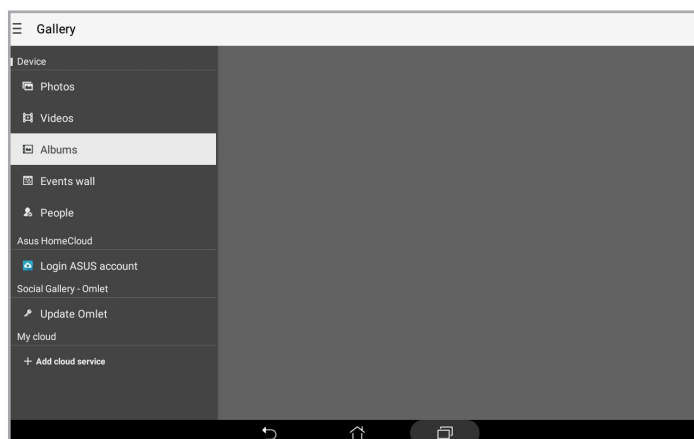 Gallery
Device
Photos
Videos
Albums
Events wall
People
Asus HomeCloud
Login ASUS account
Social Gallery - Omlet
Update Omlet
My cloud
+ Add cloud service